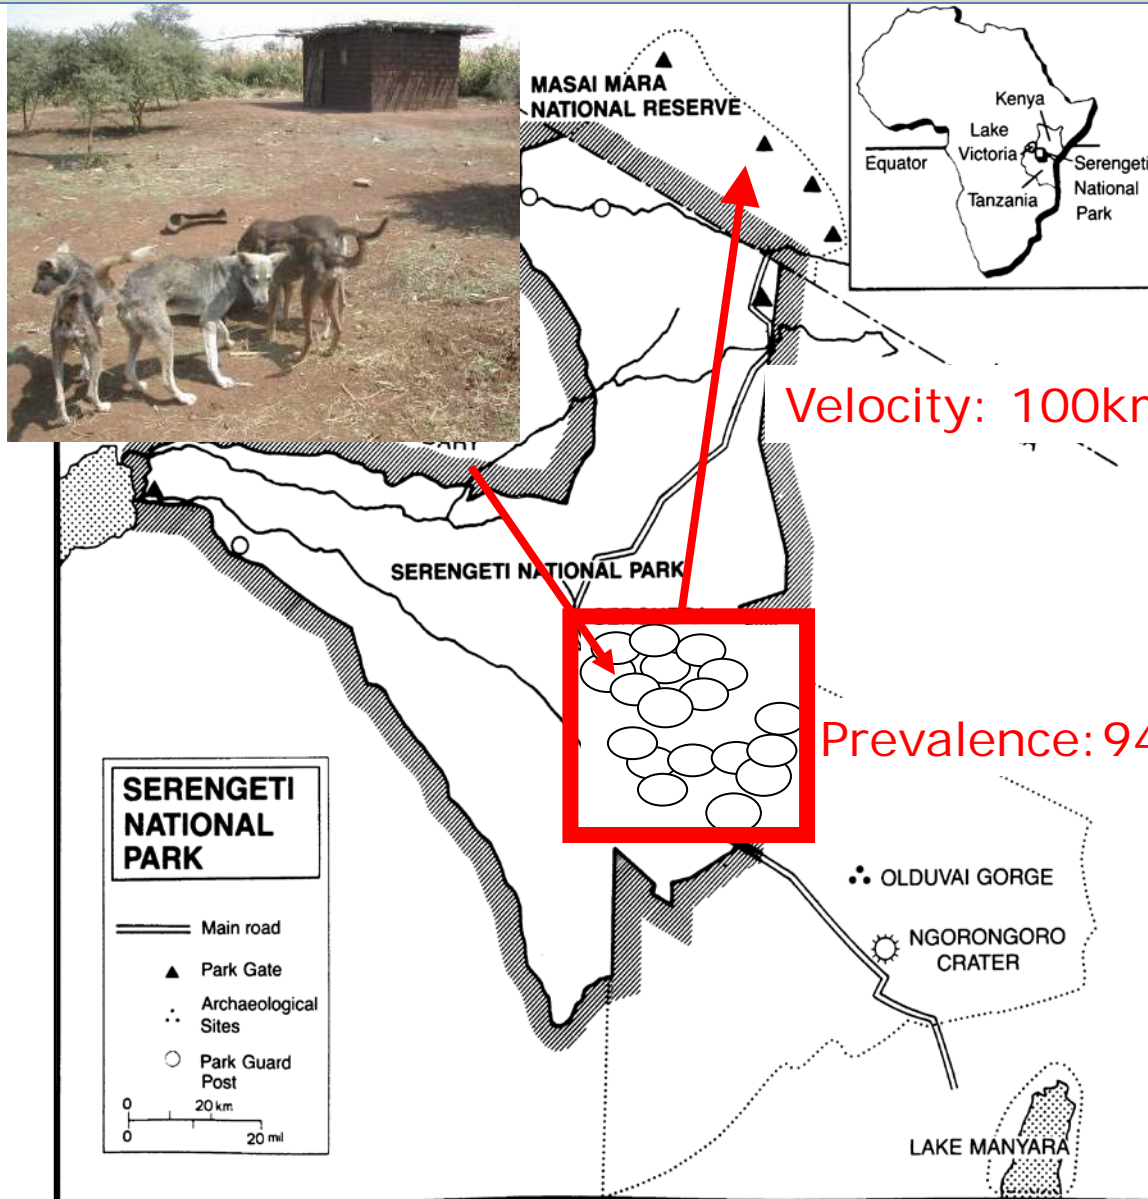 MASAI MARA
NATIONAL RESERVE
Kenya
Lake
Victoria
Equator
Serengeti
National
Park
Tanzania
Velocity: 100km
SERENGETI NATIONAL PARK
Prevalence: 94
SERENGETI
NATIONAL
PARK
Main road
Park Gate
Archaeological
Sites
Park Guard
Post
0 20 km
0 20 mil
OLDUVAI GORGE
NGORONGORO
CRATER
LAKE MANYARA